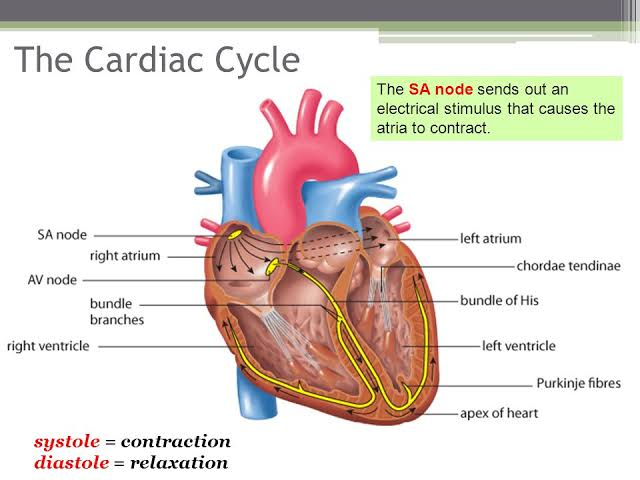 The Cardiac Cycle
The SA node sends out an
electrical stimulus that causes the
atria to contract.
SA node
right atrium
AV node
bundle
branches
right ventricle
left atrium
chordae tendinae
bundle of His
left ventricle
Purkinje fibres
apex of heart
systole = contraction
diastole = relaxation